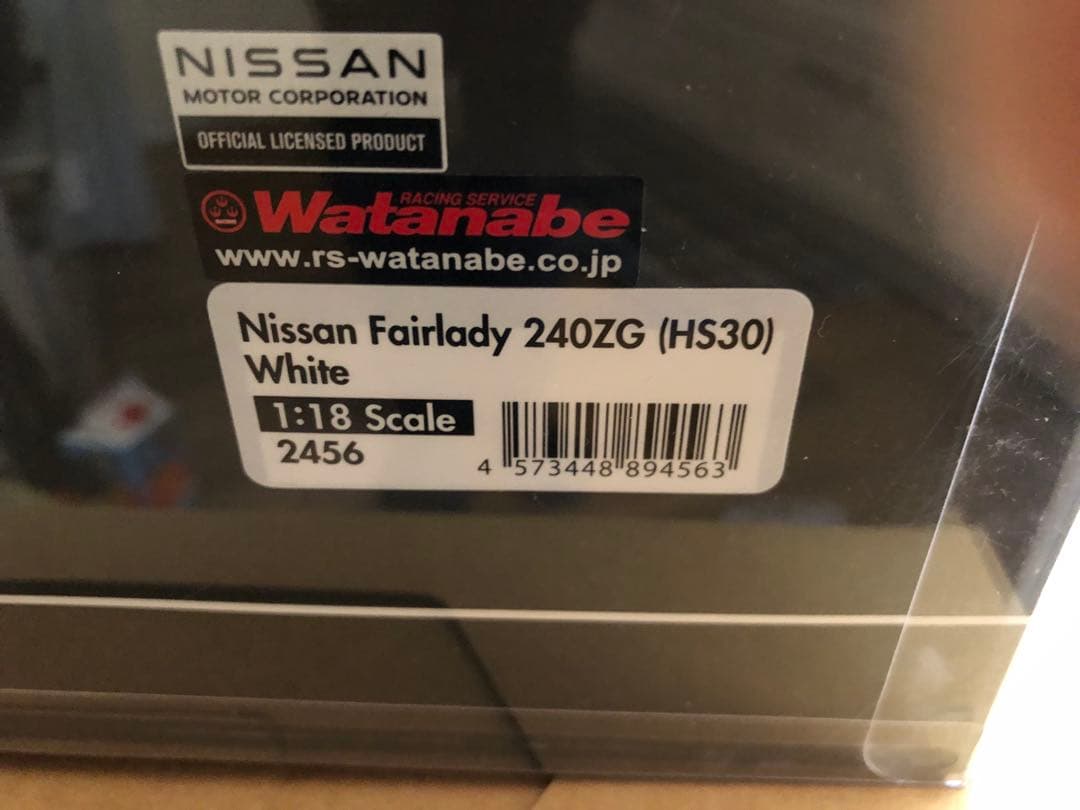 NISSAN
MOTOR CORPORATION
OFFICIAL LICENSED PRODUCT
RACING SERVICE
Watanabe
www.rs-watanabe.co.jp
Nissan Fairlady 240ZG (HS30)
White
1:18 Scale
2456
4 573448 894563